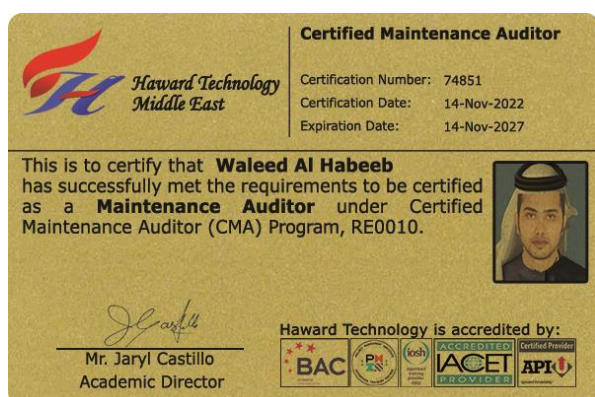 Haward Technology
Middle East
Certified Maintenance Auditor
Certification Number: 74851
Certification Date: 14-Nov-2022
Expiration Date: 14-Nov-2027
This is to certify that Waleed Al Habeeb
has successfully met the requirements to be certified
as a Maintenance Auditor under Certified
Maintenance Auditor (CMA) Program, RE0010.
Mr. Jaryl Castillo
Academic Director
Haward Technology is accredited by:
BAC
iosh
ACCREDITED
IACET
PROVIDER
Certified Provider
API